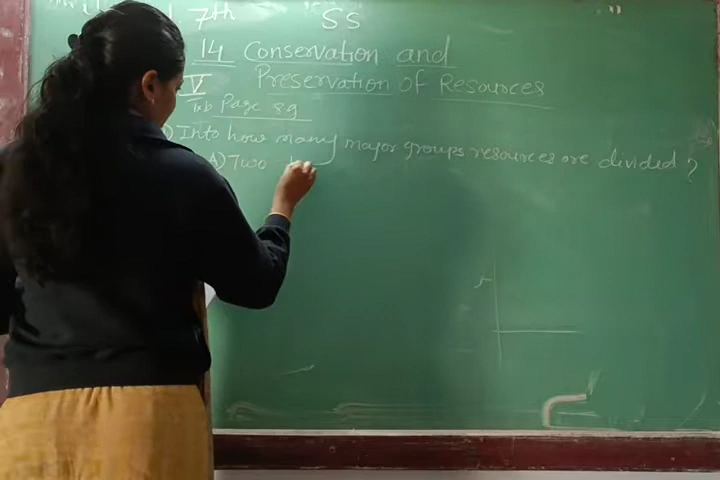 7th SS
14 Conservation and
V Preservation of Resources
Page 89
) Into how many major groups resources are divided ?
A) Two